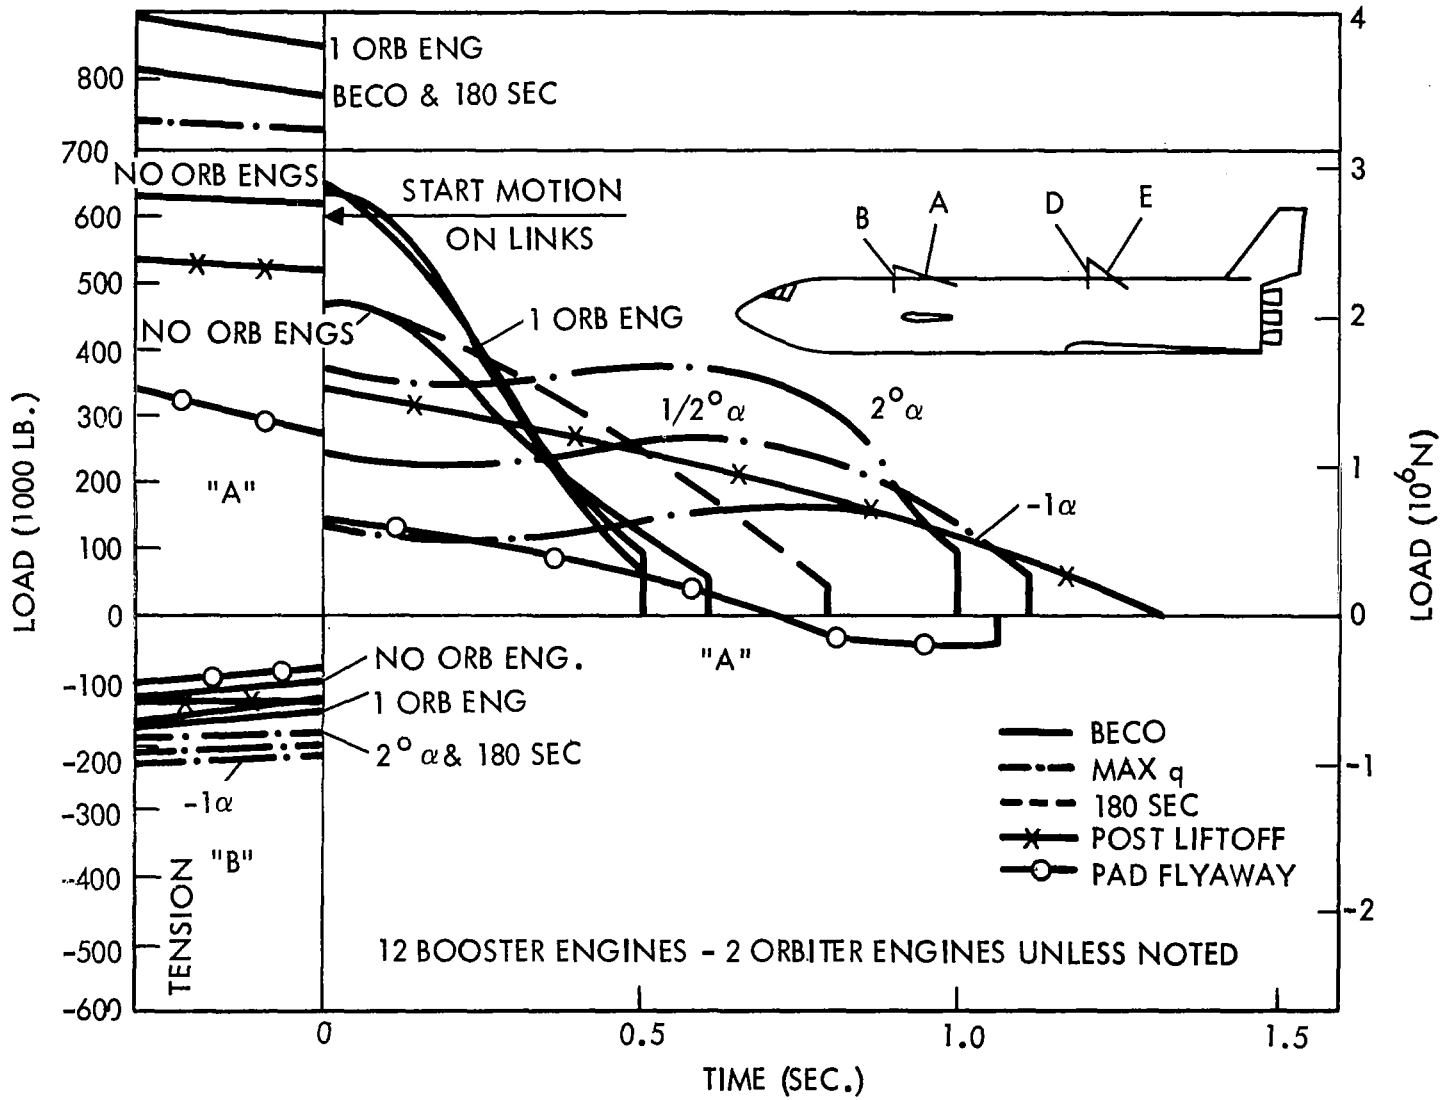 1 ORB ENG
BECO & 180 SEC
NO ORB ENGS
START MOTION
ON LINKS
NO ORB ENGS
1 ORB ENG
B
A
D
E
1/2° α
2° α
-1α
"A"
"A"
NO ORB ENG.
1 ORB ENG
2° α & 180 SEC
-1α
"B"
TENSION
BECO
MAX q
180 SEC
POST LIFTOFF
PAD FLYAWAY
12 BOOSTER ENGINES - 2 ORBITER ENGINES UNLESS NOTED
LOAD (1000 LB.)
800
700
600
500
400
300
200
100
0
-100
-200
-300
-400
-500
-600
LOAD (10⁶N)
4
3
2
1
0
-1
-2
0
0.5
1.0
1.5
TIME (SEC.)